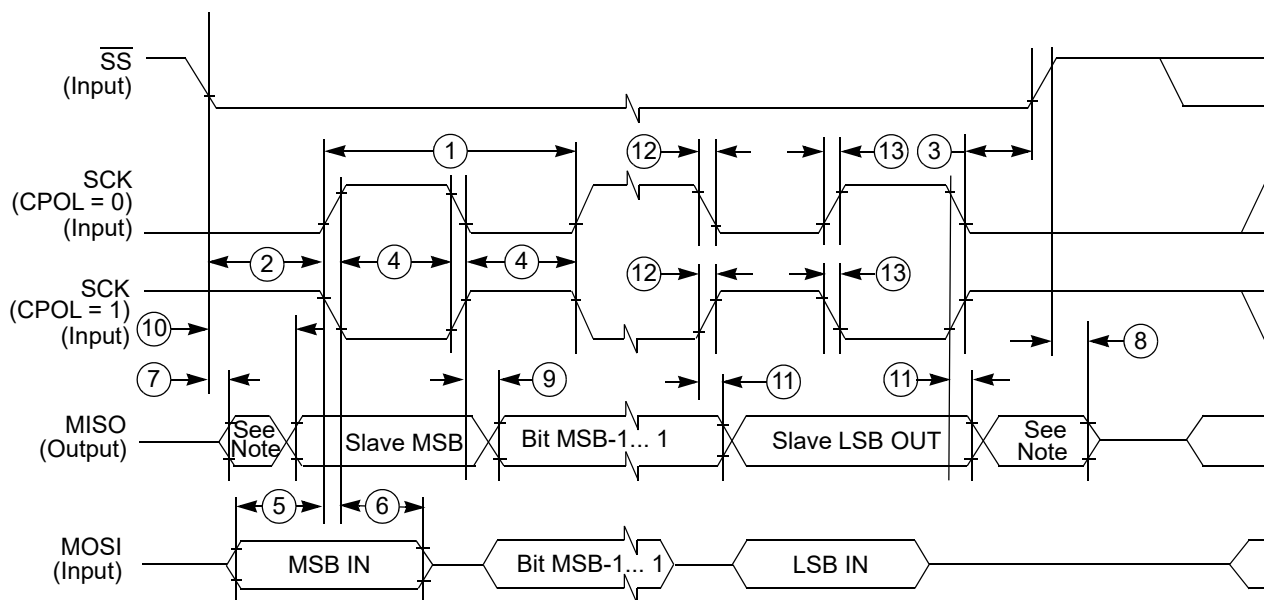 SS
(Input)
1
12
13
3
SCK
(CPOL = 0)
(Input)
2
4
4
12
13
SCK
(CPOL = 1)
(Input)
10
8
7
9
11
11
MISO
(Output)
See
Note
Slave MSB
Bit MSB-1... 1
Slave LSB OUT
See
Note
5
6
MOSI
(Input)
MSB IN
Bit MSB-1... 1
LSB IN